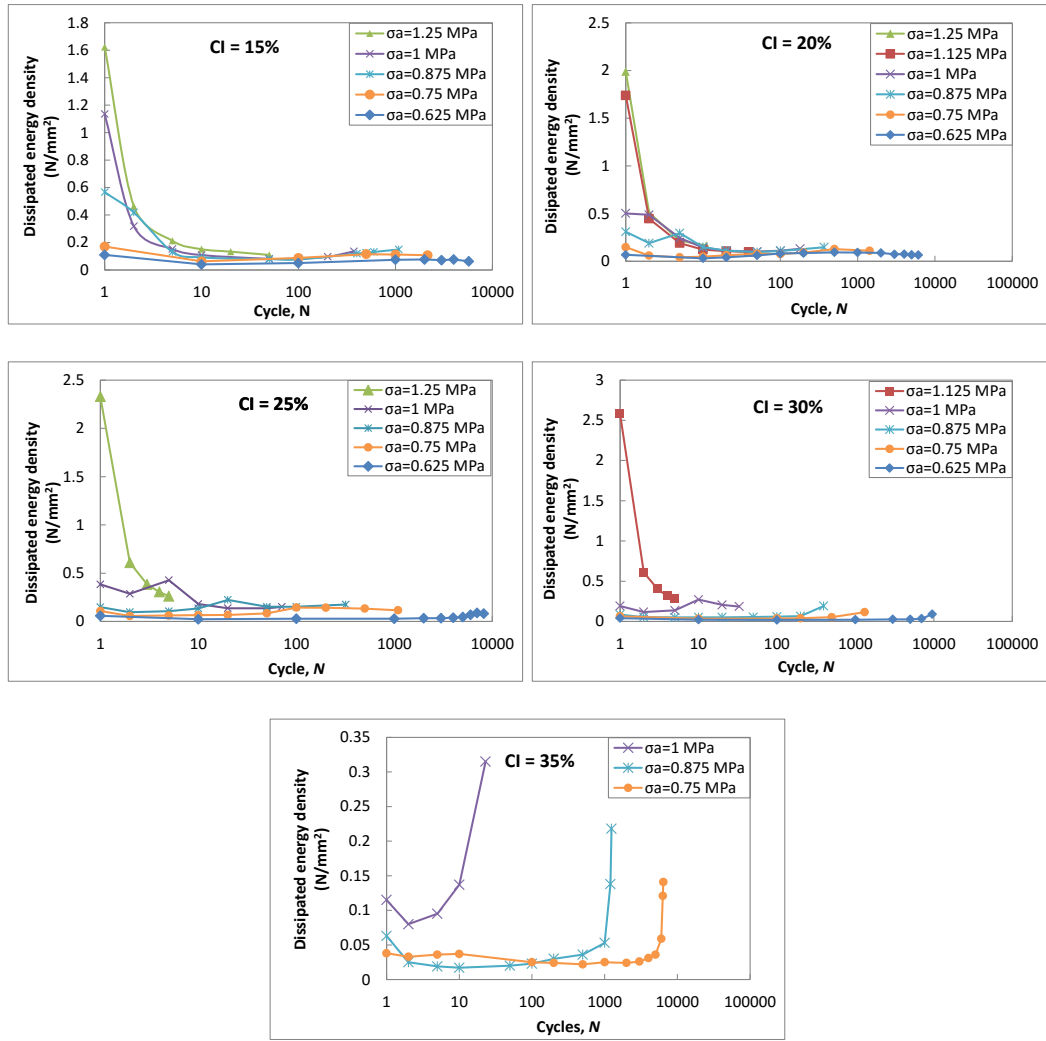 CI = 15%
σa=1.25 MPa
σa=1 MPa
σa=0.875 MPa
σa=0.75 MPa
σa=0.625 MPa
Dissipated energy density
(N/mm²)
1.8
1.6
1.4
1.2
1
0.8
0.6
0.4
0.2
0
1 10 100 1000 10000
Cycle, N
CI = 20%
σa=1.25 MPa
σa=1.125 MPa
σa=1 MPa
σa=0.875 MPa
σa=0.75 MPa
σa=0.625 MPa
Dissipated energy density
(N/mm²)
2.5
2
1.5
1
0.5
0
1 10 100 1000 10000 100000
Cycle, N
CI = 25%
σa=1.25 MPa
σa=1 MPa
σa=0.875 MPa
σa=0.75 MPa
σa=0.625 MPa
Dissipated energy density
(N/mm²)
2.5
2
1.5
1
0.5
0
1 10 100 1000 10000
Cycle, N
CI = 30%
σa=1.125 MPa
σa=1 MPa
σa=0.875 MPa
σa=0.75 MPa
σa=0.625 MPa
Dissipated energy density
(N/mm²)
3
2.5
2
1.5
1
0.5
0
1 10 100 1000 10000 100000
Cycle, N
CI = 35%
σa=1 MPa
σa=0.875 MPa
σa=0.75 MPa
Dissipated energy density
(N/mm²)
0.35
0.3
0.25
0.2
0.15
0.1
0.05
0
1 10 100 1000 10000 100000
Cycles, N